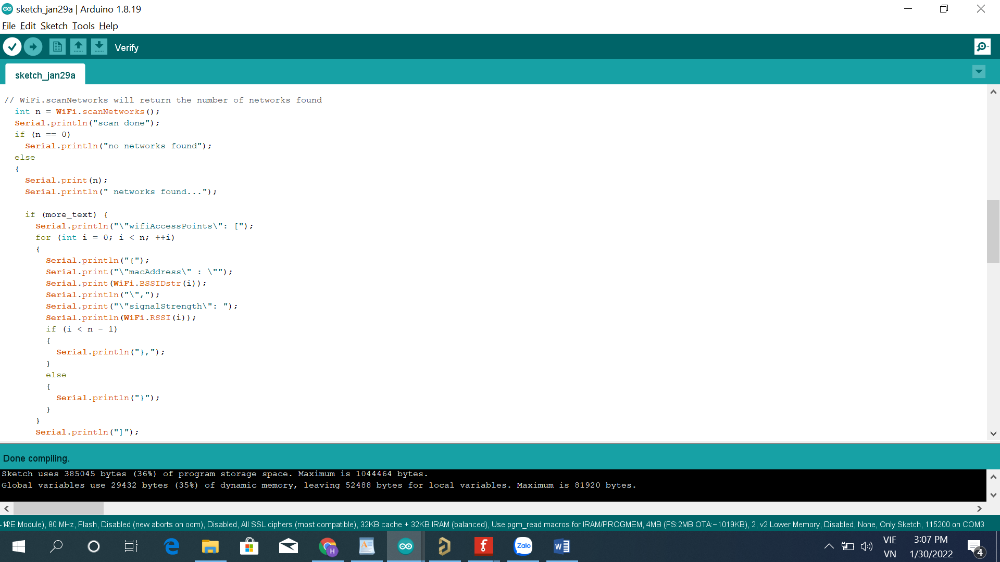 sketch_jan29a | Arduino 1.8.19
File Edit Sketch Tools Help
Verify
sketch_jan29a
// WiFi.scanNetworks will return the number of networks found
int n = WiFi.scanNetworks();
Serial.println("scan done");
if (n == 0)
Serial.println("no networks found");
else
{
Serial.print(n);
Serial.println(" networks found...");
if (more_text) {
Serial.println("\"wifiAccessPoints\": [");
for (int i = 0; i < n; ++i)
{
Serial.println("{");
Serial.print("\"macAddress\" : \"");
Serial.print(WiFi.BSSIDstr(i));
Serial.println("\",");
Serial.print("\"signalStrength\": ");
Serial.println(WiFi.RSSI(i));
if (i < n - 1)
{
Serial.println("},");
}
else
{
Serial.println("}");
}
}
Serial.println("]");
Done compiling.
Sketch uses 385045 bytes (36%) of program storage space. Maximum is 1044464 bytes.
Global variables use 29432 bytes (35%) of dynamic memory, leaving 52488 bytes for local variables. Maximum is 81920 bytes.
Module), 80 MHz, Flash, Disabled (new aborts on oom), Disabled, All SSL ciphers (most compatible), 32KB cache + 32KB IRAM (balanced), Use pgm_read macros for IRAM/PROGMEM, 4MB (FS:2MB OTA:~1019KB), 2, v2 Lower Memory, Disabled, None, Only Sketch, 115200 on COM3
H
Zalo
VIE
VN
3:07 PM
1/30/2022
4